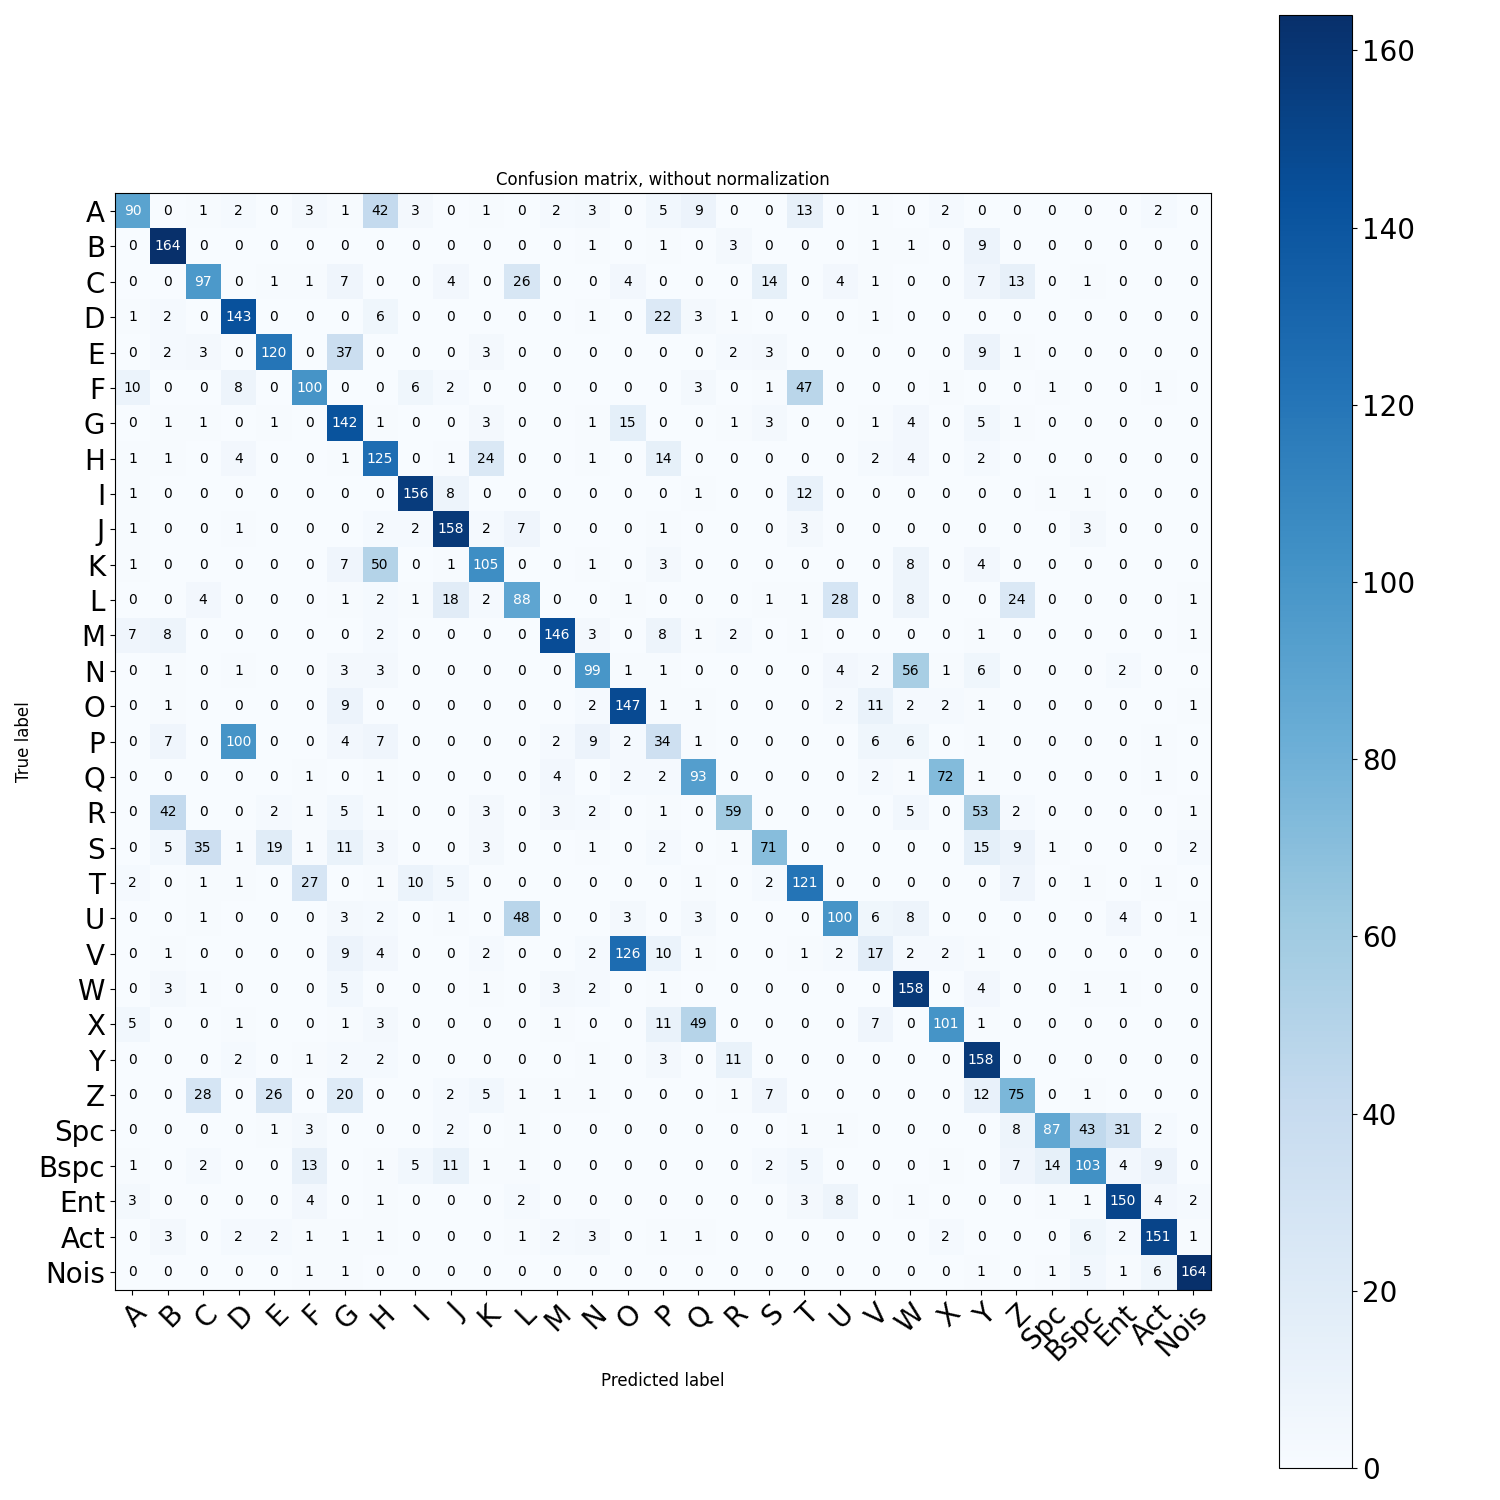 Confusion matrix, without normalization
A 90 0 1 2 0 3 1 42 3 0 1 0 2 3 0 5 9 0 0 13 0 1 0 2 0 0 0 0 0 2 0
B 0 164 0 0 0 0 0 0 0 0 0 0 0 1 0 1 0 3 0 0 0 1 1 0 9 0 0 0 0 0 0
C 0 0 97 0 1 1 7 0 0 4 0 26 0 0 4 0 0 0 14 0 4 1 0 0 7 13 0 1 0 0 0
D 1 2 0 143 0 0 0 6 0 0 0 0 0 1 0 22 3 1 0 0 0 1 0 0 0 0 0 0 0 0 0
E 0 2 3 0 120 0 37 0 0 0 3 0 0 0 0 0 0 2 3 0 0 0 0 0 9 1 0 0 0 0 0
F 10 0 0 8 0 100 0 0 6 2 0 0 0 0 0 0 3 0 1 47 0 0 0 1 0 0 1 0 0 1 0
G 0 1 1 0 1 0 142 1 0 0 3 0 0 1 15 0 0 1 3 0 0 1 4 0 5 1 0 0 0 0 0
H 1 1 0 4 0 0 1 125 0 1 24 0 0 1 0 14 0 0 0 0 0 2 4 0 2 0 0 0 0 0 0
I 1 0 0 0 0 0 0 0 156 8 0 0 0 0 0 0 1 0 0 12 0 0 0 0 0 0 1 1 0 0 0
J 1 0 0 1 0 0 0 2 2 158 2 7 0 0 0 1 0 0 0 3 0 0 0 0 0 0 0 3 0 0 0
K 1 0 0 0 0 0 7 50 0 1 105 0 0 1 0 3 0 0 0 0 0 0 8 0 4 0 0 0 0 0 0
L 0 0 4 0 0 0 1 2 1 18 2 88 0 0 1 0 0 0 1 1 28 0 8 0 0 24 0 0 0 0 1
M 7 8 0 0 0 0 0 2 0 0 0 0 146 3 0 8 1 2 0 1 0 0 0 0 1 0 0 0 0 0 1
N 0 1 0 1 0 0 3 3 0 0 0 0 0 99 1 1 0 0 0 0 4 2 56 1 6 0 0 0 2 0 0
O 0 1 0 0 0 0 9 0 0 0 0 0 0 2 147 1 1 0 0 0 2 11 2 2 1 0 0 0 0 0 1
P 0 7 0 100 0 0 4 7 0 0 0 0 2 9 2 34 1 0 0 0 0 6 6 0 1 0 0 0 0 1 0
Q 0 0 0 0 0 1 0 1 0 0 0 0 4 0 2 2 93 0 0 0 0 2 1 72 1 0 0 0 0 1 0
R 0 42 0 0 2 1 5 1 0 0 3 0 3 2 0 1 0 59 0 0 0 0 5 0 53 2 0 0 0 0 1
S 0 5 35 1 19 1 11 3 0 0 3 0 0 1 0 2 0 1 71 0 0 0 0 0 15 9 1 0 0 0 2
T 2 0 1 1 0 27 0 1 10 5 0 0 0 0 0 0 1 0 2 121 0 0 0 0 0 7 0 1 0 1 0
U 0 0 1 0 0 0 3 2 0 1 0 48 0 0 3 0 3 0 0 0 100 6 8 0 0 0 0 0 4 0 1
V 0 1 0 0 0 0 9 4 0 0 2 0 0 2 126 10 1 0 0 1 2 17 2 2 1 0 0 0 0 0 0
W 0 3 1 0 0 0 5 0 0 0 1 0 3 2 0 1 0 0 0 0 0 0 158 0 4 0 0 1 1 0 0
X 5 0 0 1 0 0 1 3 0 0 0 0 1 0 0 11 49 0 0 0 0 7 0 101 1 0 0 0 0 0 0
Y 0 0 0 2 0 1 2 2 0 0 0 0 0 1 0 3 0 11 0 0 0 0 0 0 158 0 0 0 0 0 0
Z 0 0 28 0 26 0 20 0 0 2 5 1 1 1 0 0 0 1 7 0 0 0 0 0 12 75 0 1 0 0 0
Spc 0 0 0 0 1 3 0 0 0 2 0 1 0 0 0 0 0 0 0 1 1 0 0 0 0 8 87 43 31 2 0
Bspc 1 0 2 0 0 13 0 1 5 11 1 1 0 0 0 0 0 0 2 5 0 0 0 1 0 7 14 103 4 9 0
Ent 3 0 0 0 0 4 0 1 0 0 0 2 0 0 0 0 0 0 0 3 8 0 1 0 0 0 1 1 150 4 2
Act 0 3 0 2 2 1 1 1 0 0 0 1 2 3 0 1 1 0 0 0 0 0 0 2 0 0 0 6 2 151 1
Nois 0 0 0 0 0 1 1 0 0 0 0 0 0 0 0 0 0 0 0 0 0 0 0 0 1 0 1 5 1 6 164
A B C D E F G H I J K L M N O P Q R S T U V W X Y Z Spc Bspc Ent Act Nois
Predicted label
True label
160
140
120
100
80
60
40
20
0